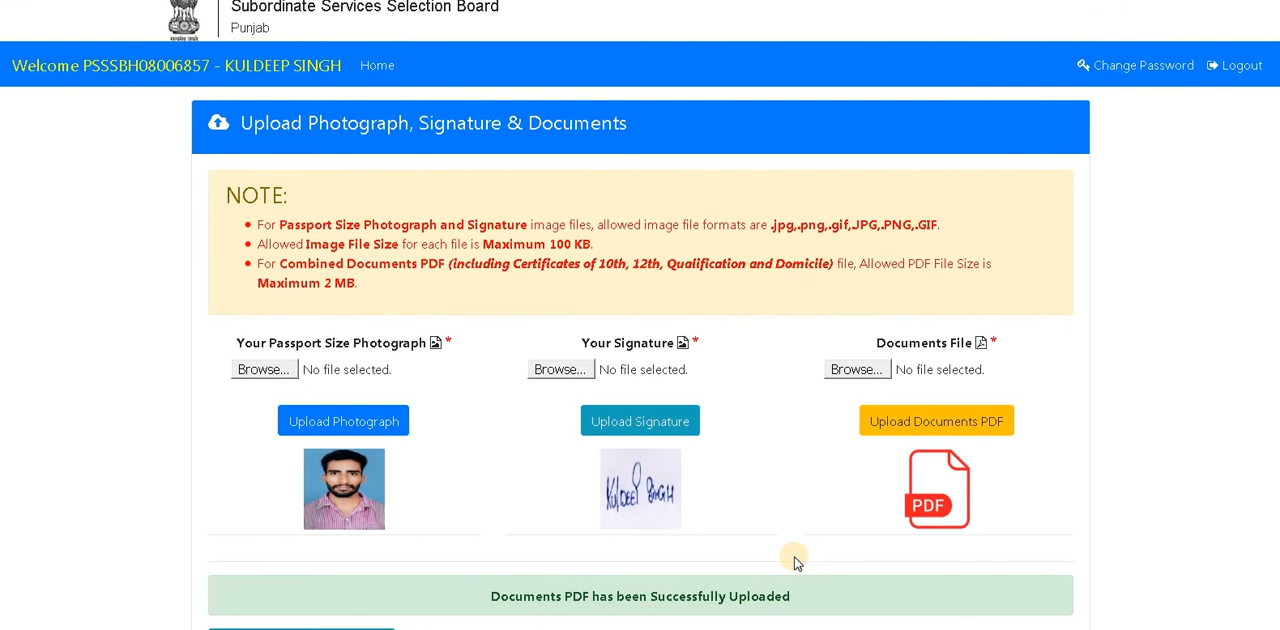 Subordinate Services Selection Board
Punjab
Welcome PSSSBH08006857 - KULDEEP SINGH Home Change Password Logout
Upload Photograph, Signature & Documents
NOTE:
For Passport Size Photograph and Signature image files, allowed image file formats are .jpg,.png,.gif,.JPG,.PNG,.GIF.
Allowed Image File Size for each file is Maximum 100 KB.
For Combined Documents PDF (including Certificates of 10th, 12th, Qualification and Domicile) file, Allowed PDF File Size is
Maximum 2 MB.
Your Passport Size Photograph * Your Signature * Documents File *
Browse... No file selected. Browse... No file selected. Browse... No file selected.
Upload Photograph Upload Signature Upload Documents PDF
KULDEEP SINGH
PDF
Documents PDF has been Successfully Uploaded